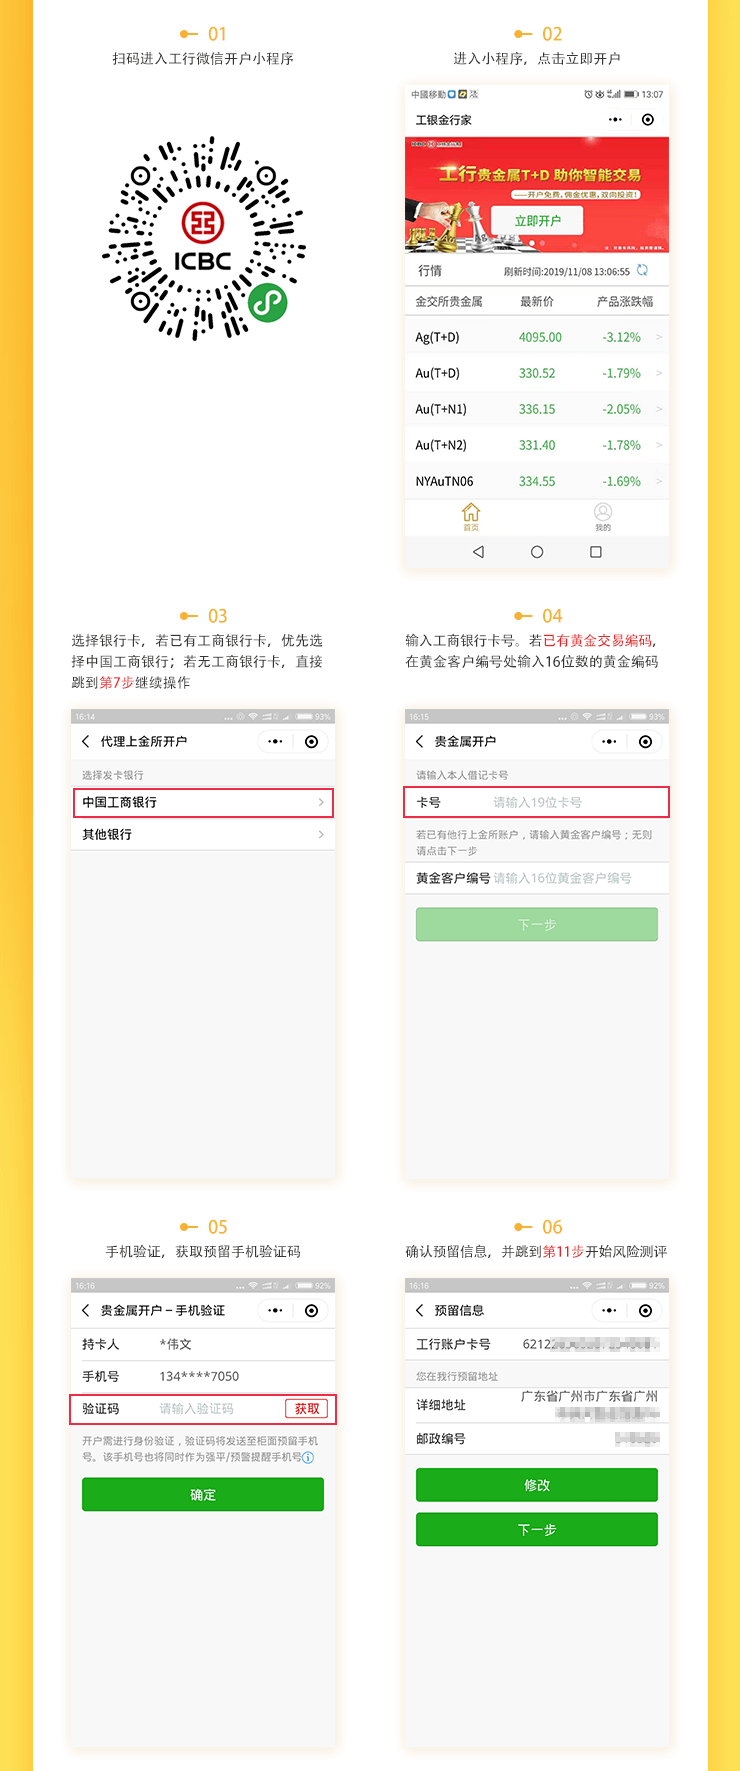 01
扫码进入工行微信开户小程序
ICBC
02
进入小程序，点击立即开户
中國移動 13:07
工银金行家
ICBC
工行贵金属T+D 助你智能交易
——开户免费，佣金优惠，双向投资！
立即开户
行情 刷新时间:2019/11/08 13:06:55
金交所贵金属 最新价 产品涨跌幅
Ag(T+D) 4095.00 -3.12% >
Au(T+D) 330.52 -1.79% >
Au(T+N1) 336.15 -2.05% >
Au(T+N2) 331.40 -1.78% >
NYAuTN06 334.55 -1.69% >
首页 我的
03
选择银行卡，若已有工商银行卡，优先选
择中国工商银行；若无工商银行卡，直接
跳到第7步继续操作
16:14 93%
代理上金所开户
选择发卡银行
中国工商银行
其他银行
04
输入工商银行卡号。若已有黄金交易编码，
在黄金客户编号处输入16位数的黄金编码
16:15 93%
贵金属开户
请输入本人借记卡号
卡号 请输入19位卡号
若已有他行上金所账户，请输入黄金客户编号；无则
请点击下一步
黄金客户编号 请输入16位黄金客户编号
下一步
05
手机验证，获取预留手机验证码
16:16 92%
贵金属开户－手机验证
持卡人 *伟文
手机号 134****7050
验证码 请输入验证码 获取
开户需进行身份验证，验证码将发送至柜面预留手机
号。该手机号也将同时作为强平/预警提醒手机号
确定
06
确认预留信息，并跳到第11步开始风险测评
16:16 92%
预留信息
工行账户卡号 6212
您在我行预留地址
详细地址 广东省广州市广东省广州
邮政编号
修改
下一步